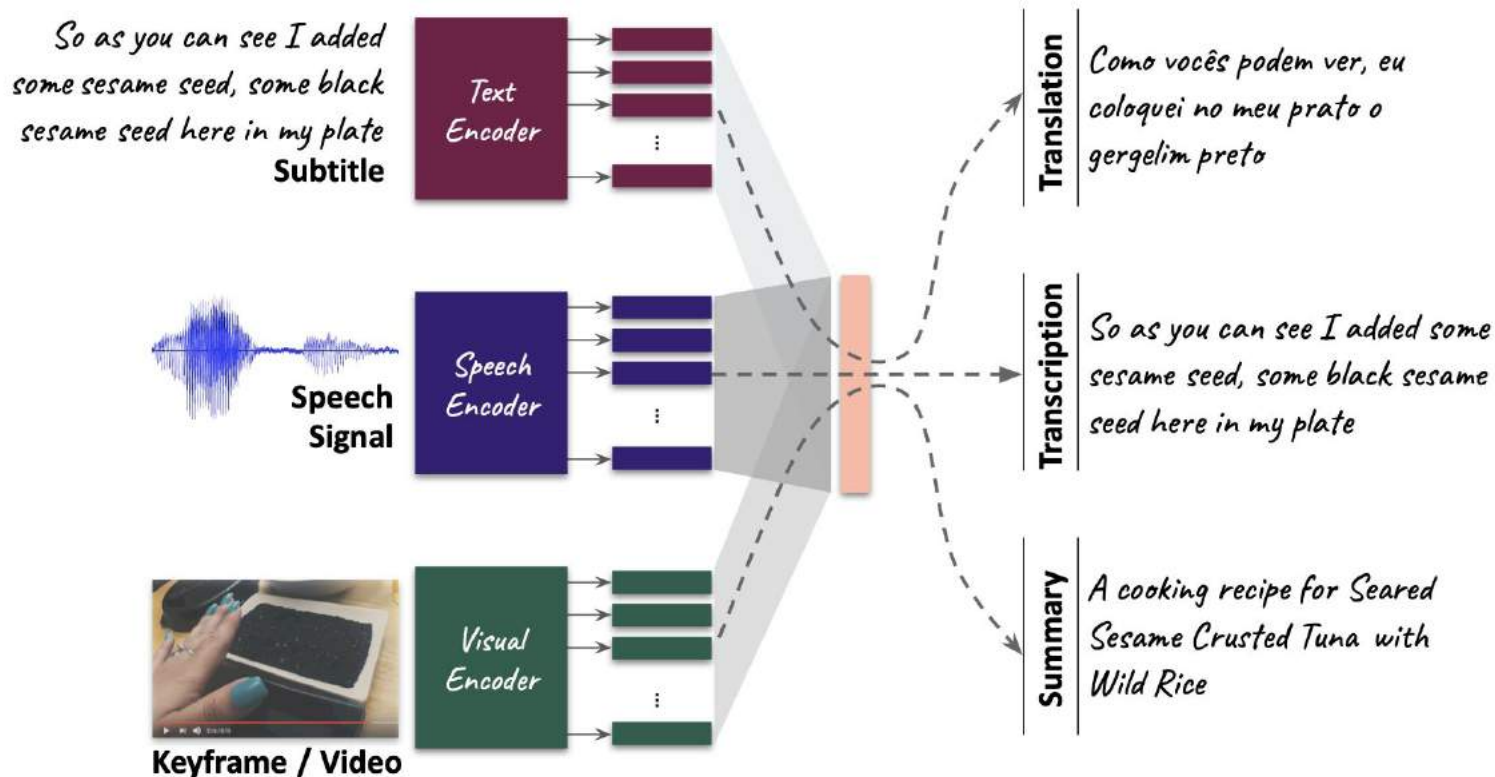 So as you can see I added
some sesame seed, some black
sesame seed here in my plate
Subtitle
Text
Encoder
...
Translation
Como vocês podem ver, eu
coloquei no meu prato o
gergelim preto
Speech
Signal
Speech
Encoder
...
Transcription
So as you can see I added some
sesame seed, some black sesame
seed here in my plate
Keyframe / Video
Visual
Encoder
...
Summary
A cooking recipe for Seared
Sesame Crusted Tuna with
Wild Rice